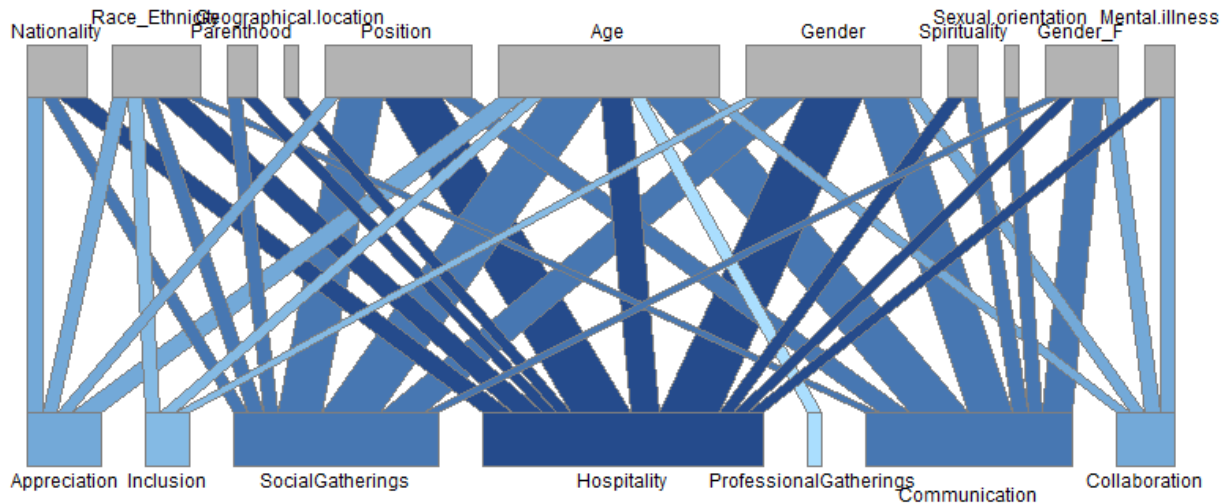 Race_Ethnicity
Geographical.location
Sexual.orientation
Mental.illness
Nationality
Parenthood
Position
Age
Gender
Spirituality
Gender_F
Appreciation
Inclusion
SocialGatherings
Hospitality
ProfessionalGatherings
Communication
Collaboration